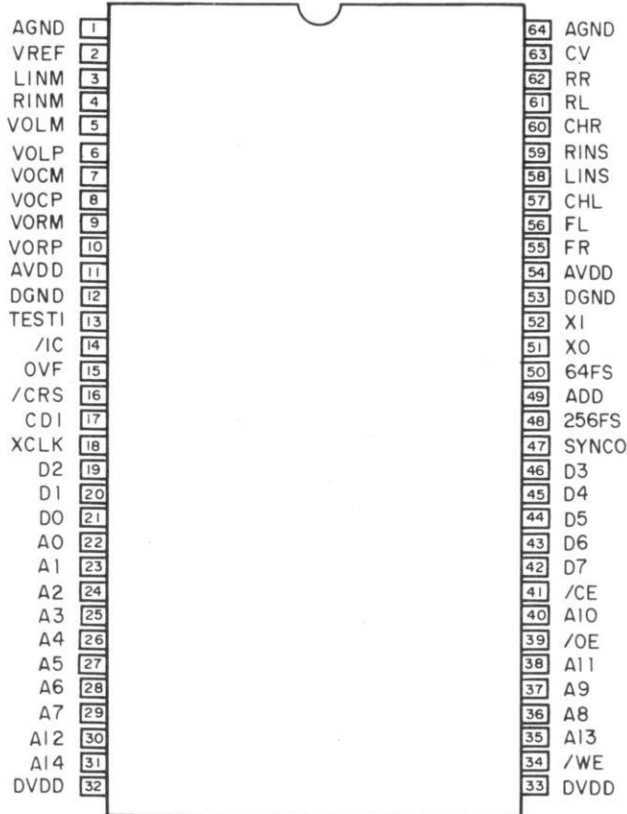 AGND 1 64 AGND
VREF 2 63 CV
LINM 3 62 RR
RINM 4 61 RL
VOLM 5 60 CHR
VOLP 6 59 RINS
VOCM 7 58 LINS
VOCP 8 57 CHL
VORM 9 56 FL
VORP 10 55 FR
AVDD 11 54 AVDD
DGND 12 53 DGND
TEST1 13 52 XI
/IC 14 51 XO
OVF 15 50 64FS
/CRS 16 49 ADD
CDI 17 48 256FS
XCLK 18 47 SYNCO
D2 19 46 D3
D1 20 45 D4
D0 21 44 D5
A0 22 43 D6
A1 23 42 D7
A2 24 41 /CE
A3 25 40 A10
A4 26 39 /OE
A5 27 38 A11
A6 28 37 A9
A7 29 36 A8
A12 30 35 A13
A14 31 34 /WE
DVDD 32 33 DVDD